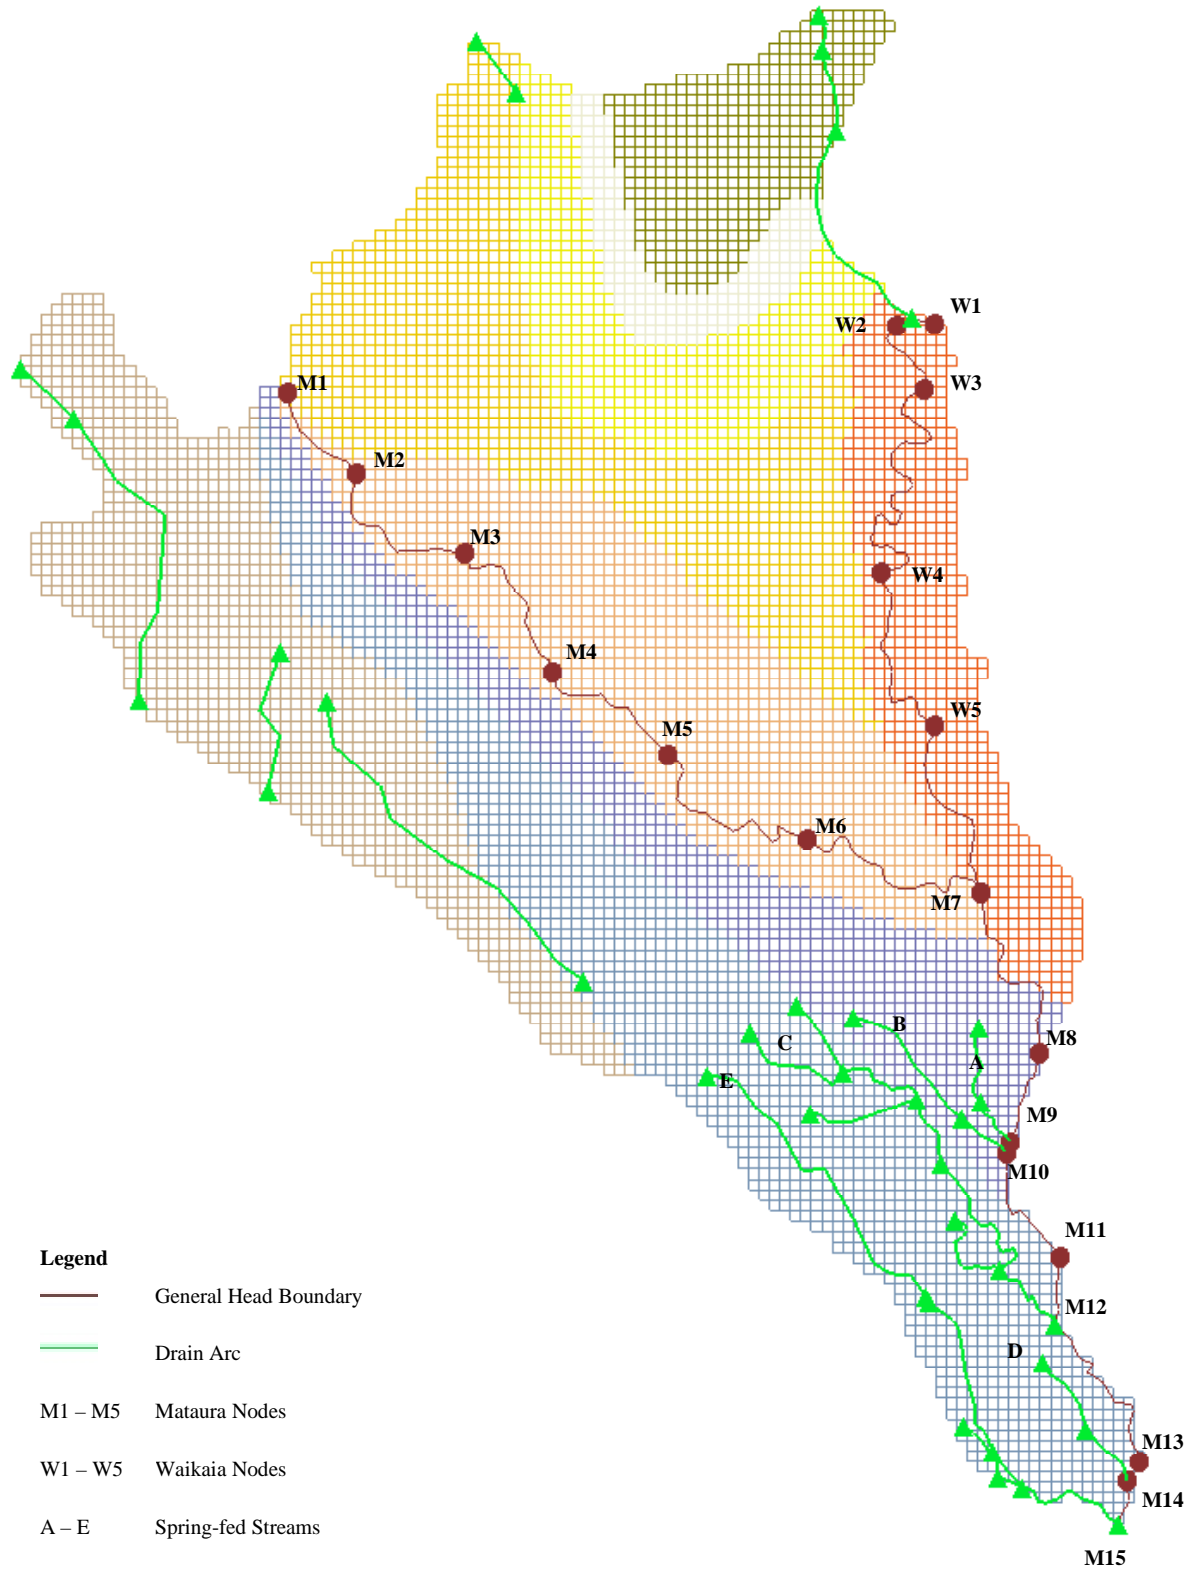 W1
W2
W3
M1
M2
M3
W4
M4
W5
M5
M6
M7
B
C
M8
A
E
M9
M10
M11
Legend
General Head Boundary
M12
Drain Arc
D
M1 – M5 Mataura Nodes
M13
W1 – W5 Waikaia Nodes
M14
A – E Spring-fed Streams
M15